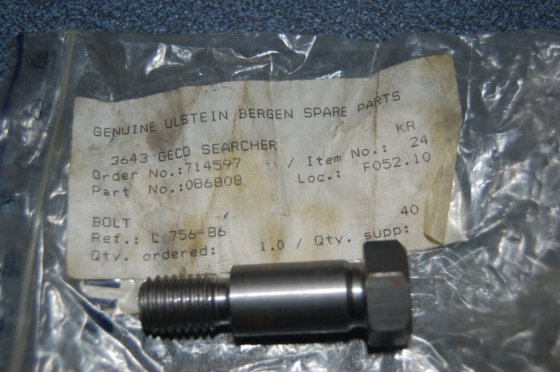 GENUINE ULSTEIN BERGEN SPARE PARTS
3643 GECO SEARCHER KR
Order No.:714597 / Item No.: 24
Part No.:086808 Loc.: F052.10
BOLT
Ref.: L 756-86 40
Qty. ordered: 1.0 / Qty. supp: